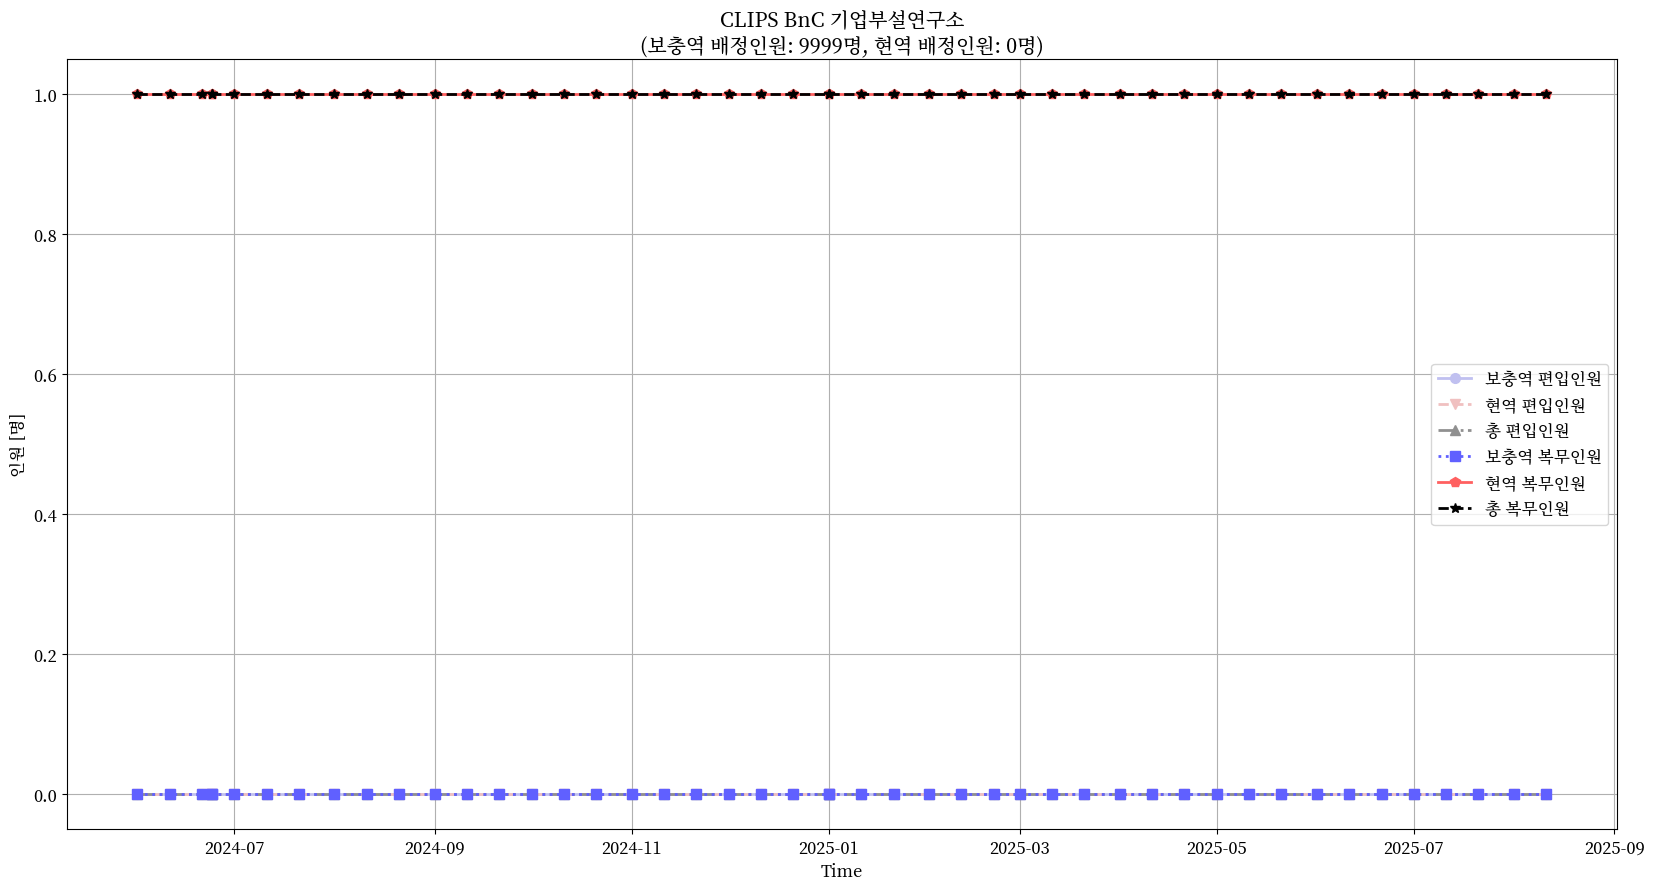 CLIPS BnC 기업부설연구소
(보충역 배정인원: 9999명, 현역 배정인원: 0명)
1.0
0.8
0.6
0.4
0.2
0.0
인원 [명]
보충역 편입인원
현역 편입인원
총 편입인원
보충역 복무인원
현역 복무인원
총 복무인원
2024-07
2024-09
2024-11
2025-01
2025-03
2025-05
2025-07
2025-09
Time